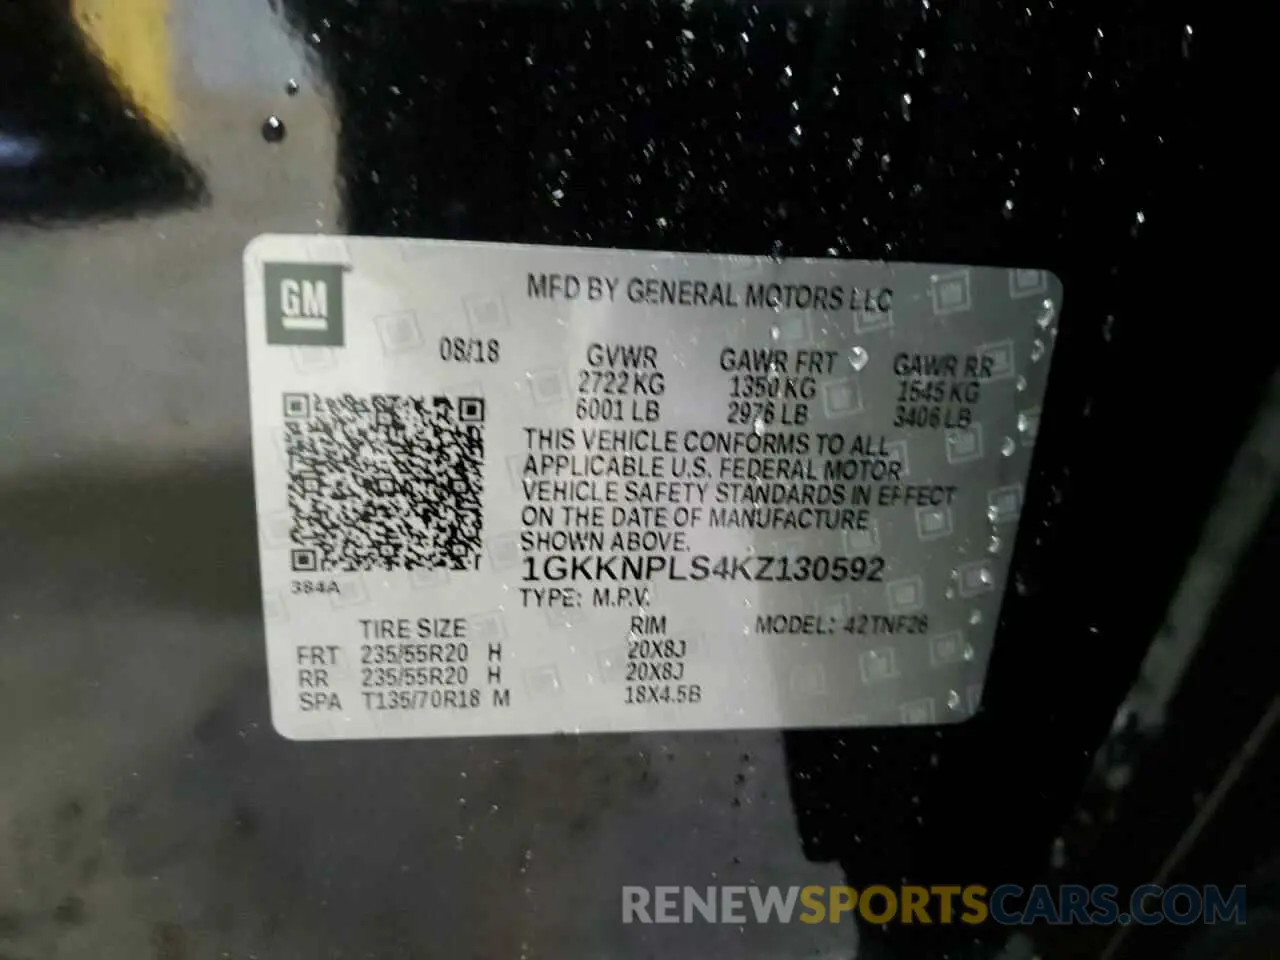 GM
MFD BY GENERAL MOTORS LLC
08/18
GVWR GAWR FRT GAWR RR
2722 KG 1350 KG 1545 KG
6001 LB 2976 LB 3406 LB
THIS VEHICLE CONFORMS TO ALL
APPLICABLE U.S. FEDERAL MOTOR
VEHICLE SAFETY STANDARDS IN EFFECT
ON THE DATE OF MANUFACTURE
SHOWN ABOVE.
384A
1GKKNPLS4KZ130592
TYPE: M.P.V.
TIRE SIZE RIM MODEL: 42TNF26
FRT 235/55R20 H 20X8J
RR 235/55R20 H 20X8J
SPA T135/70R18 M 18X4.5B
RENEWSPORTSCARS.COM